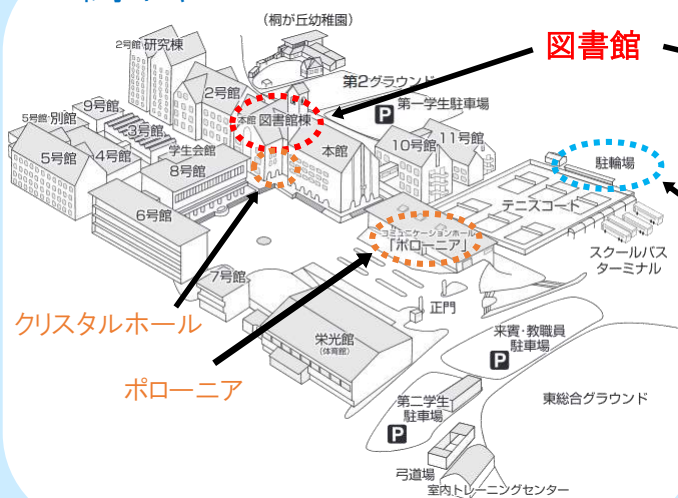 (桐が丘幼稚園)
図書館
2号館 研究棟
第2グラウンド
2号館
第一学生駐車場
P
9号館
本館 図書館棟
5号館 別館
3号館
11号館
10号館
本館
駐輪場
5号館
4号館
学生会館
8号館
テニスコート
6号館
コミュニケーションホール
「ポローニア」
スクールバス
ターミナル
7号館
正門
クリスタルホール
栄光館
(体育館)
来賓・教職員
駐車場
P
ポローニア
第二学生
駐車場
P
東総合グラウンド
弓道場
室内トレーニングセンター